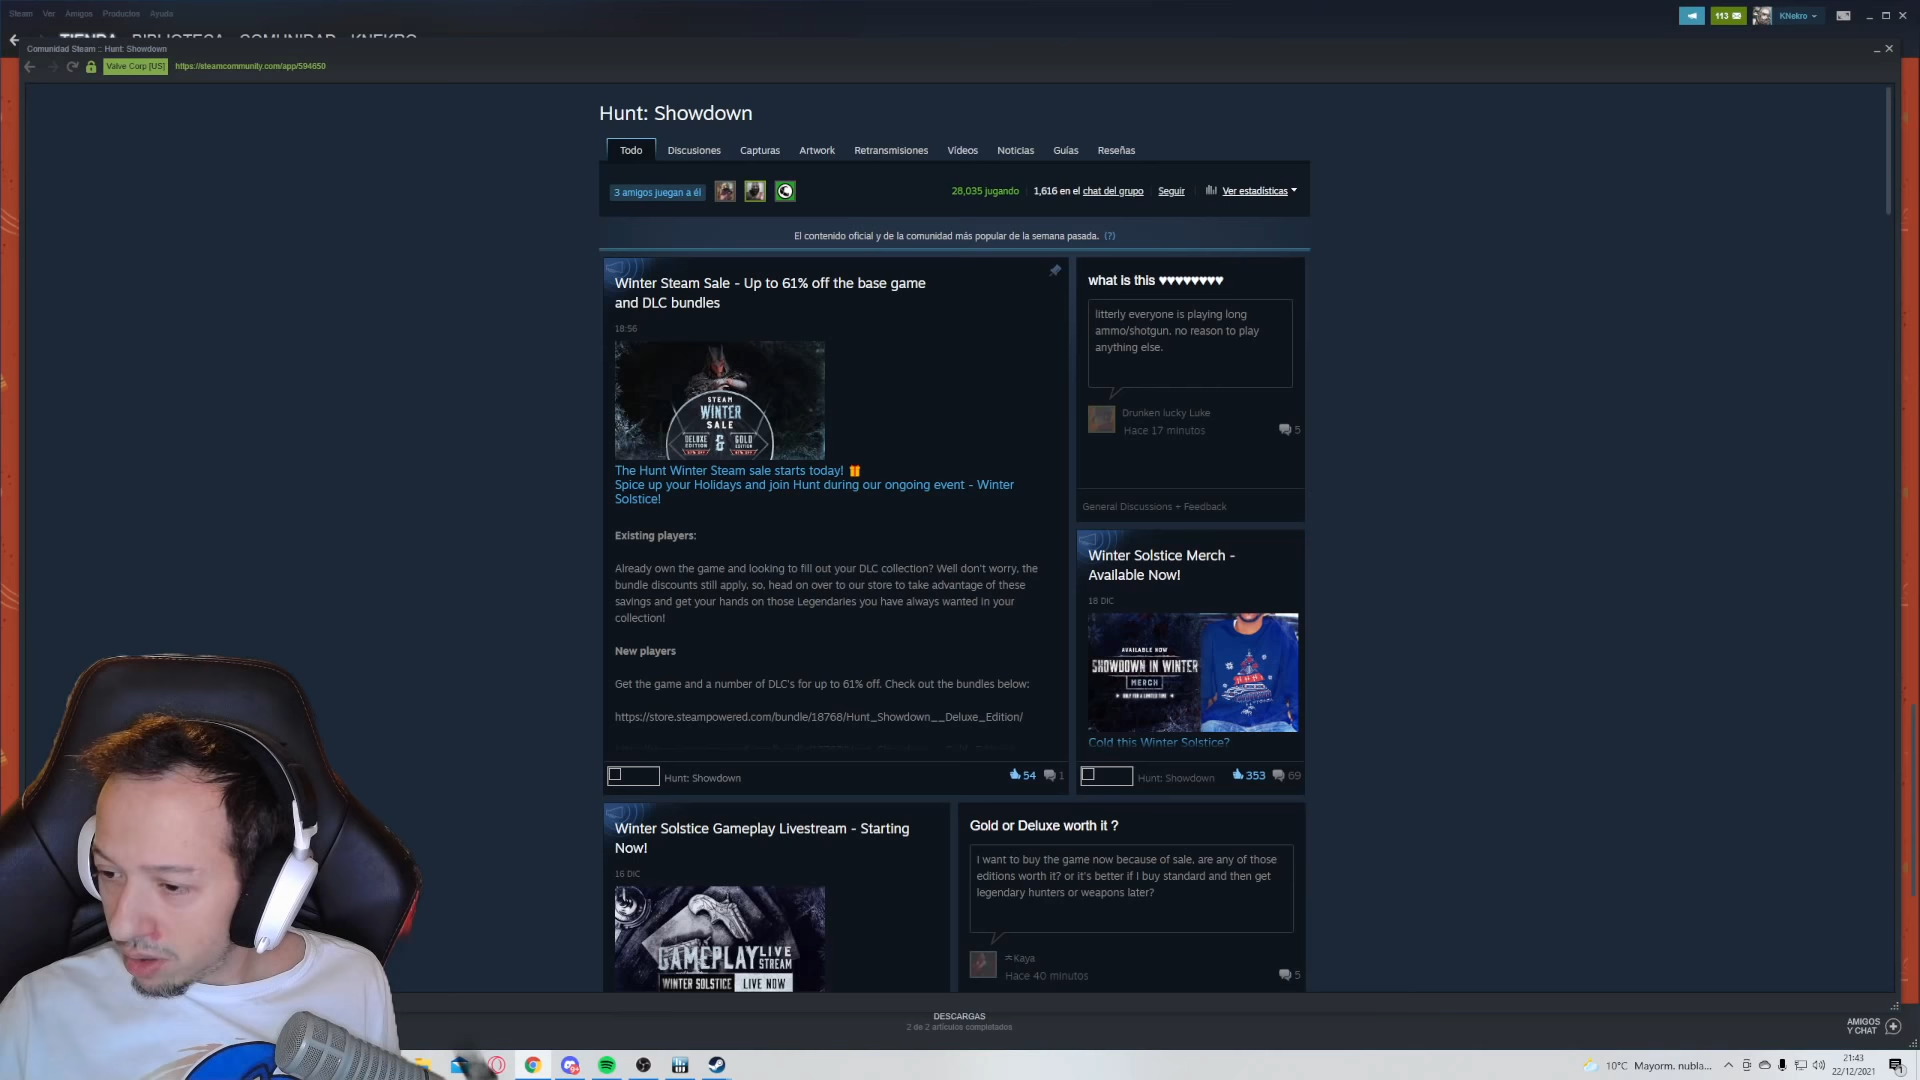 Steam Ver Amigos Productos Ayuda
113
KNekro
TIENDA BIBLIOTECA COMUNIDAD KNEKRO
Comunidad Steam :: Hunt: Showdown
Valve Corp [US] https://steamcommunity.com/app/594650
Hunt: Showdown
Todo Discusiones Capturas Artwork Retransmisiones Vídeos Noticias Guías Reseñas
3 amigos juegan a él
28,035 jugando 1,616 en el chat del grupo Seguir Ver estadísticas
El contenido oficial y de la comunidad más popular de la semana pasada. (?)
Winter Steam Sale - Up to 61% off the base game
and DLC bundles
18:56
STEAM
WINTER
SALE
DELUXE
EDITION
&
GOLD
EDITION
The Hunt Winter Steam sale starts today!
Spice up your Holidays and join Hunt during our ongoing event - Winter
Solstice!
Existing players:
Already own the game and looking to fill out your DLC collection? Well don't worry, the
bundle discounts still apply, so, head on over to our store to take advantage of these
savings and get your hands on those Legendaries you have always wanted in your
collection!
New players
Get the game and a number of DLC's for up to 61% off. Check out the bundles below:
https://store.steampowered.com/bundle/18768/Hunt_Showdown__Deluxe_Edition/
Hunt: Showdown
54 1
what is this ♥♥♥♥♥♥♥♥
litterly everyone is playing long
ammo/shotgun. no reason to play
anything else.
Drunken lucky Luke
Hace 17 minutos
5
General Discussions + Feedback
Winter Solstice Merch -
Available Now!
18 DIC
AVAILABLE NOW
SHOWDOWN IN WINTER
MERCH
ONLY FOR A LIMITED TIME
Cold this Winter Solstice?
Hunt: Showdown
353 69
Winter Solstice Gameplay Livestream - Starting
Now!
16 DIC
GAMEPLAY LIVE
STREAM
WINTER SOLSTICE LIVE NOW
Gold or Deluxe worth it ?
I want to buy the game now because of sale, are any of those
editions worth it? or it's better if I buy standard and then get
legendary hunters or weapons later?
Kaya
Hace 40 minutos
5
DESCARGAS
2 de 2 artículos completados
AMIGOS
Y CHAT
10°C Mayorm. nubla...
21:43
22/12/2021